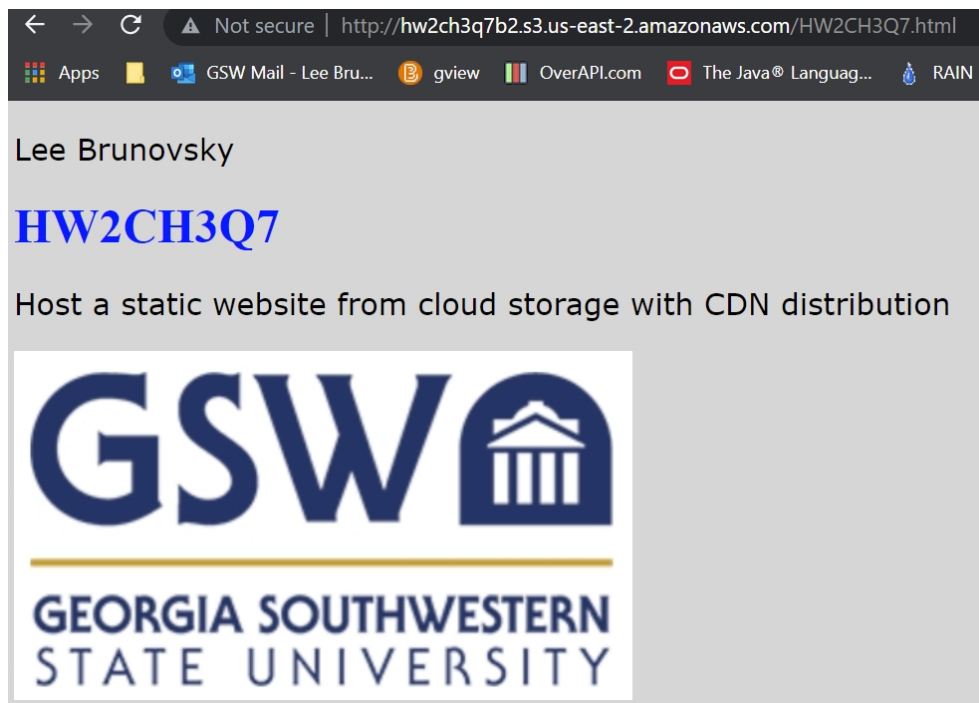 Not secure | http://hw2ch3q7b2.s3.us-east-2.amazonaws.com/HW2CH3Q7.html
Apps GSW Mail - Lee Bru... gview OverAPI.com The Java® Languag... RAIN
Lee Brunovsky
HW2CH3Q7
Host a static website from cloud storage with CDN distribution
GSW
GEORGIA SOUTHWESTERN
STATE UNIVERSITY